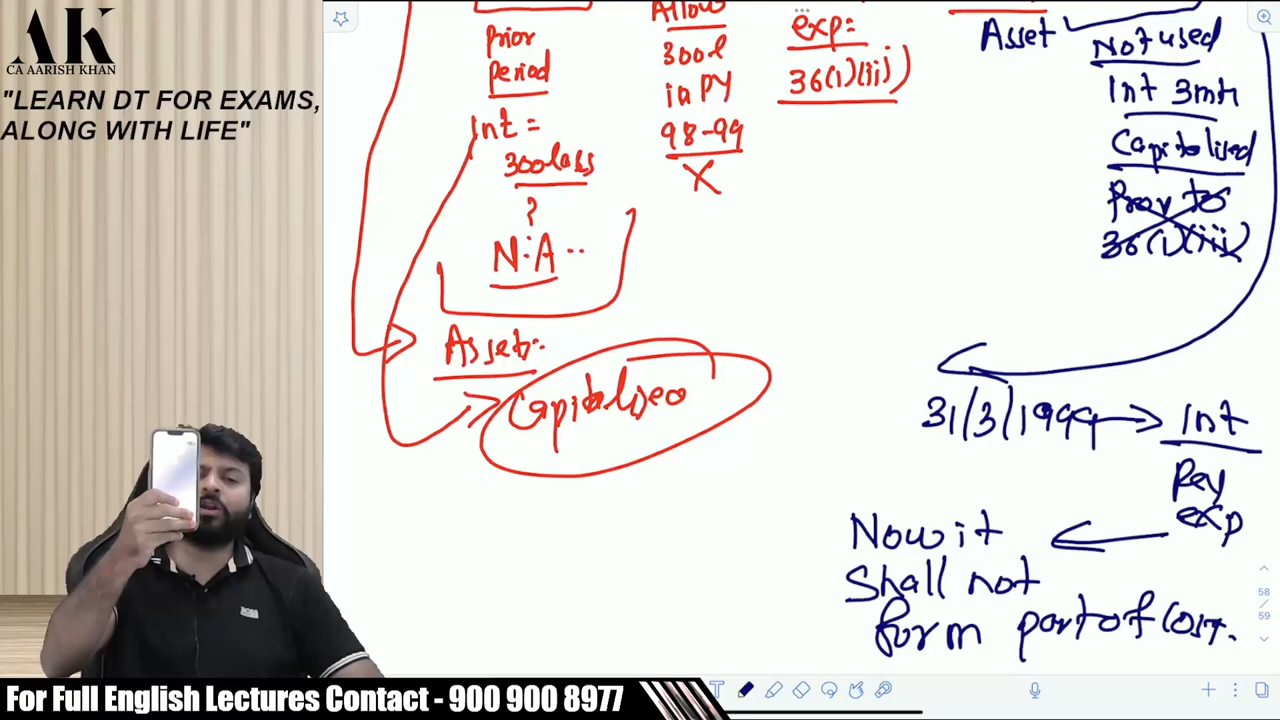 AK
CA AARISH KHAN
"LEARN DT FOR EXAMS,
ALONG WITH LIFE"
Prior
period
Int =
300 lakhs
?
N.A..
Asset:
Capitalised
Allow
300l
in PY
98-99
X
exp:
36(1)(iii)
Asset
Not used
Int 3mth
Capitalised
Prov to
36(1)(iii)
31/3/1999 → Int
Rev
exp
Now it
Shall not
form part of Cost.
58
59
T
For Full English Lectures Contact - 900 900 8977